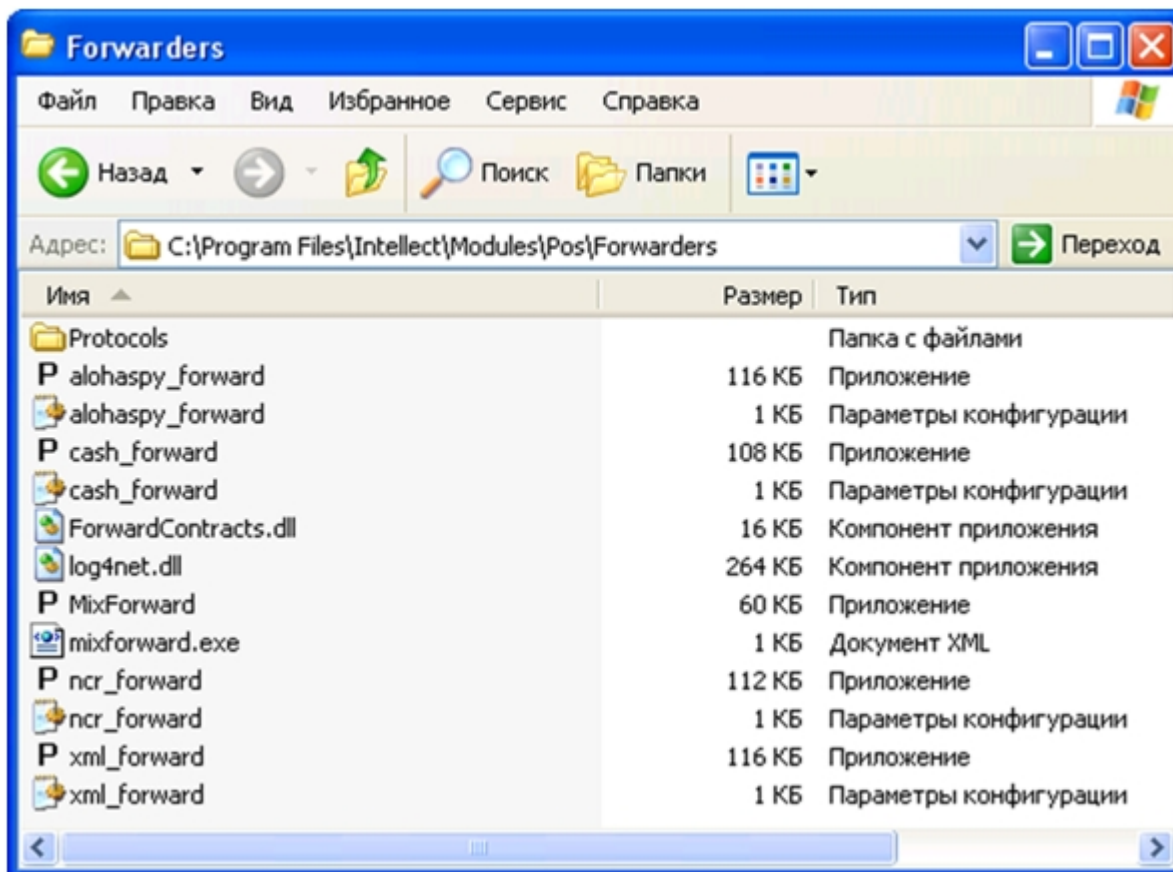 Forwarders
Файл Правка Вид Избранное Сервис Справка
Назад Поиск Папки
Адрес: C:\Program Files\Intellect\Modules\Pos\Forwarders Переход
Имя Размер Тип
Protocols Папка с файлами
P alohaspy_forward 116 КБ Приложение
alohaspy_forward 1 КБ Параметры конфигурации
P cash_forward 108 КБ Приложение
cash_forward 1 КБ Параметры конфигурации
ForwardContracts.dll 16 КБ Компонент приложения
log4net.dll 264 КБ Компонент приложения
P MixForward 60 КБ Приложение
mixforward.exe 1 КБ Документ XML
P ncr_forward 112 КБ Приложение
ncr_forward 1 КБ Параметры конфигурации
P xml_forward 116 КБ Приложение
xml_forward 1 КБ Параметры конфигурации